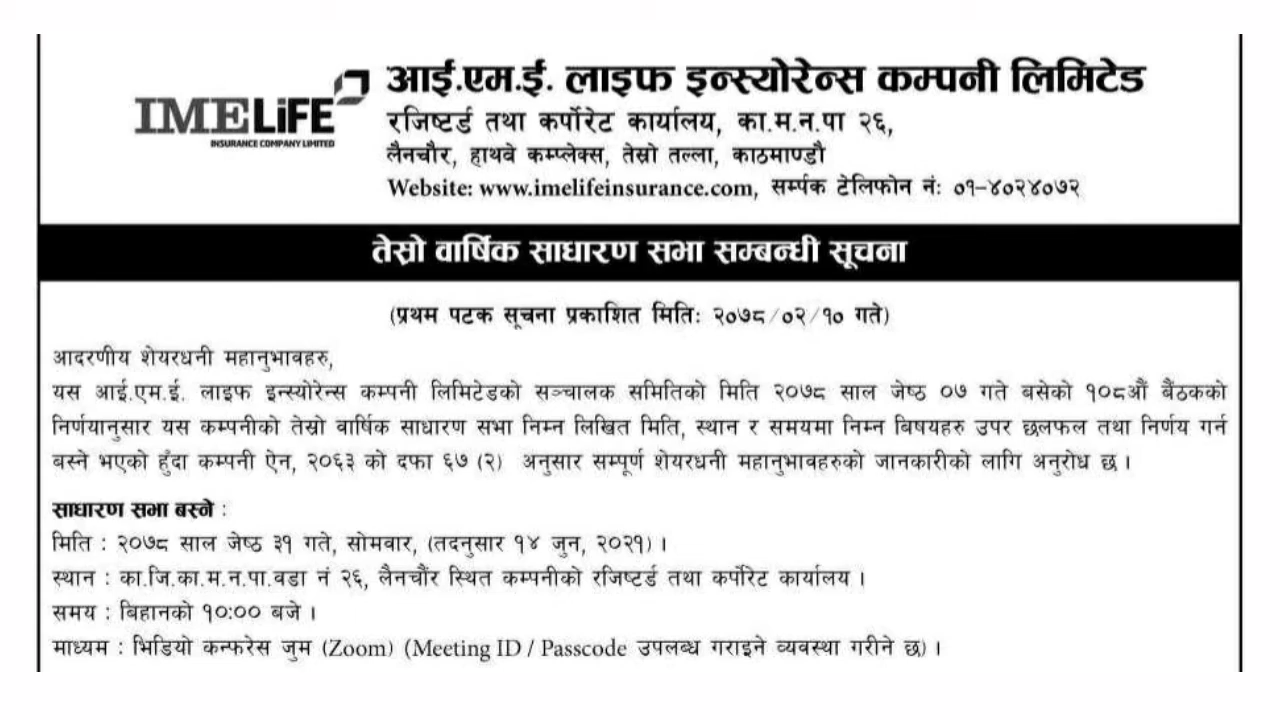 IME LiFE
INSURANCE COMPANY LIMITED
आई.एम.ई. लाइफ इन्स्योरेन्स कम्पनी लिमिटेड
रजिष्टर्ड तथा कर्पोरेट कार्यालय, का.म.न.पा २६,
लैनचौर, हाथवे कम्प्लेक्स, तेस्रो तल्ला, काठमाण्डौ
Website: www.imelifeinsurance.com, सर्म्पक टेलिफोन नं: ०१-४०२४०७२
तेस्रो वार्षिक साधारण सभा सम्बन्धी सूचना
(प्रथम पटक सूचना प्रकाशित मिति: २०७८/०२/१० गते)
आदरणीय शेयरधनी महानुभावहरु,
यस आई.एम.ई. लाइफ इन्स्योरेन्स कम्पनी लिमिटेडको सञ्चालक समितिको मिति २०७८ साल जेष्ठ ०७ गते बसेको १०८औं बैंठकको
निर्णयानुसार यस कम्पनीको तेस्रो वार्षिक साधारण सभा निम्न लिखित मिति, स्थान र समयमा निम्न बिषयहरु उपर छलफल तथा निर्णय गर्न
बस्ने भएको हुँदा कम्पनी ऐन, २०६३ को दफा ६७ (२) अनुसार सम्पूर्ण शेयरधनी महानुभावहरुको जानकारीको लागि अनुरोध छ ।
साधारण सभा बस्ने :
मिति : २०७८ साल जेष्ठ ३१ गते, सोमवार, (तदनुसार १४ जुन, २०२१) ।
स्थान : का.जि.का.म.न.पा.वडा नं २६, लैनचौंर स्थित कम्पनीको रजिष्टर्ड तथा कर्पोरेट कार्यालय ।
समय : बिहानको १०:०० बजे ।
माध्यम : भिडियो कन्फरेस जुम (Zoom) (Meeting ID / Passcode उपलब्ध गराइने व्यवस्था गरीने छ) ।